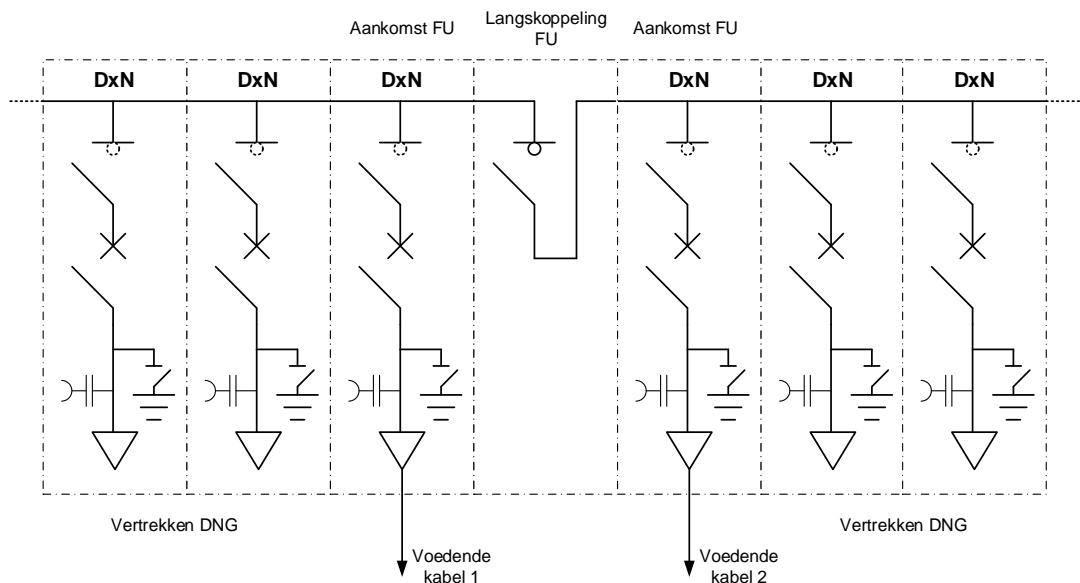 Aankomst FU
Langskoppeling
FU
Aankomst FU
DxN
DxN
DxN
DxN
DxN
DxN
Vertrekken DNG
Vertrekken DNG
Voedende
kabel 1
Voedende
kabel 2